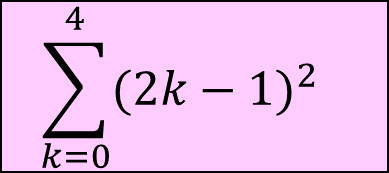 4
∑(2k − 1)²
k=0